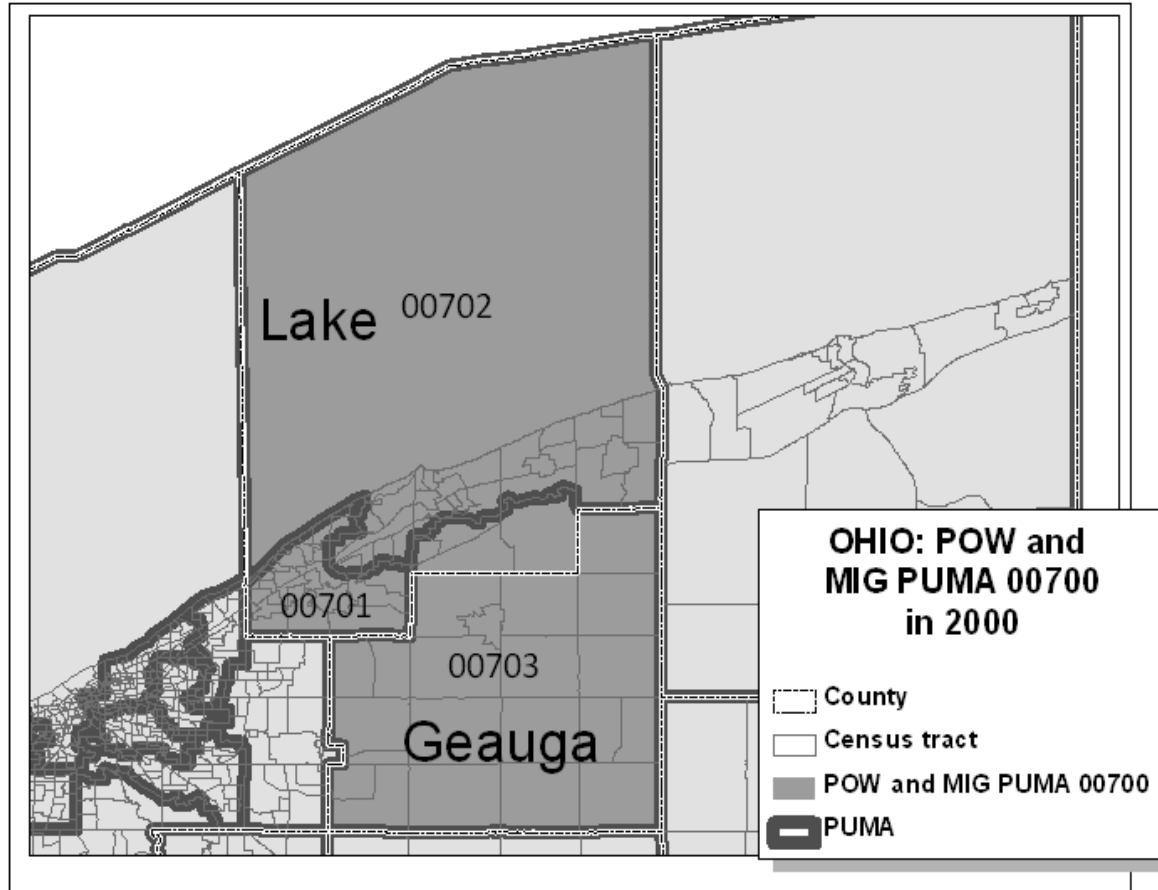 Lake 00702
00701
00703
Geauga
OHIO: POW and
MIG PUMA 00700
in 2000
County
Census tract
POW and MIG PUMA 00700
PUMA